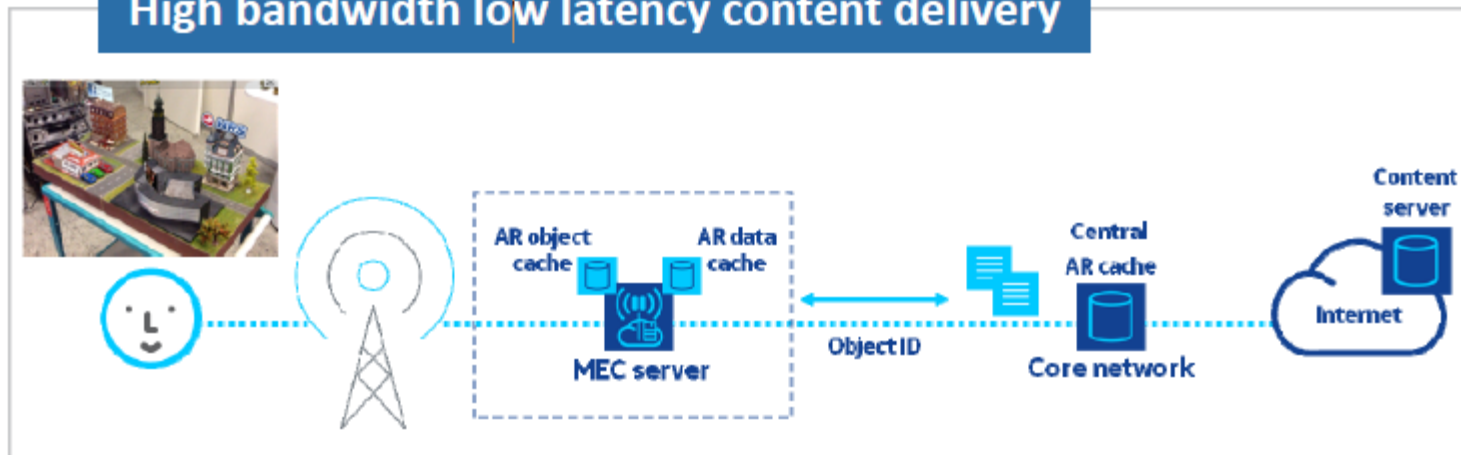 High bandwidth low latency content delivery
Content
server
AR object
cache
AR data
cache
Central
AR cache
Internet
Object ID
MEC server
Core network